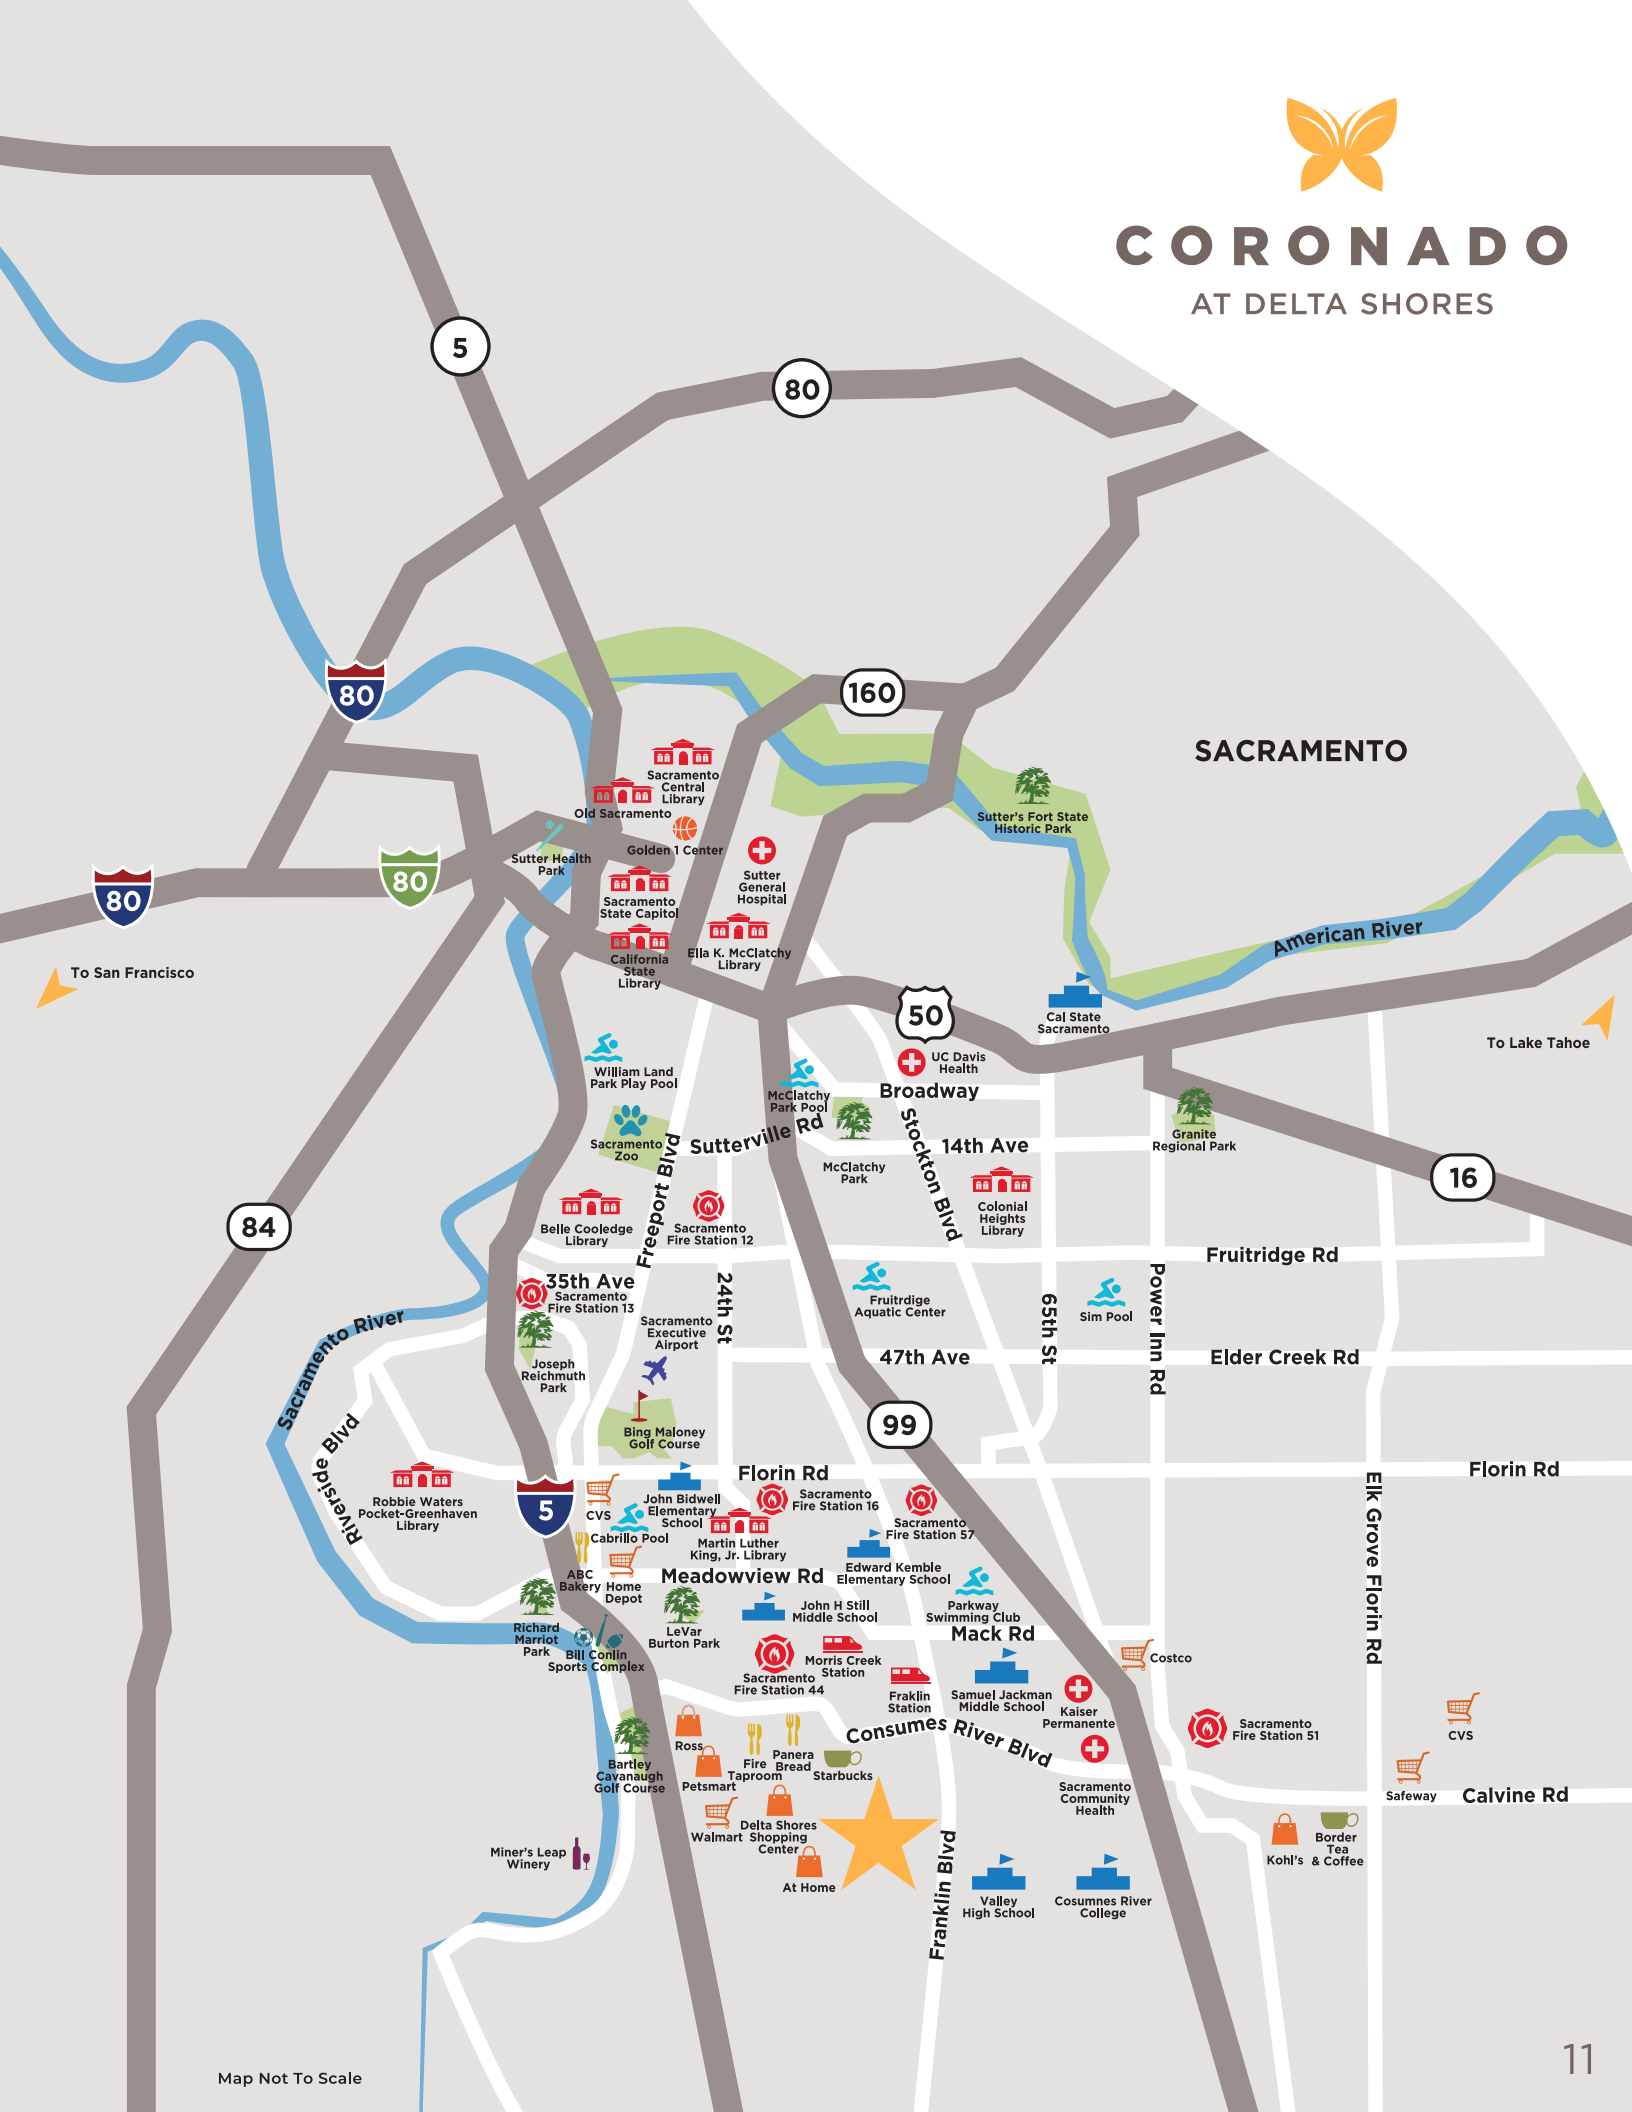 CORONADO
AT DELTA SHORES
5
80
80
160
SACRAMENTO
Sacramento
Central
Library
Old Sacramento
Golden 1 Center
Sutter Health
Park
Sutter's Fort State
Historic Park
80
80
Sutter
General
Hospital
Sacramento
State Capitol
California
State
Library
Ella K. McClatchy
Library
American River
To San Francisco
50
Cal State
Sacramento
To Lake Tahoe
William Land
Park Play Pool
UC Davis
Health
McClatchy
Park Pool
Broadway
Sacramento
Zoo
Sutterville Rd
14th Ave
Stockton Blvd
Granite
Regional Park
McClatchy
Park
16
84
Belle Cooledge
Library
Freeport Blvd
Sacramento
Fire Station 12
Colonial
Heights
Library
Fruitridge Rd
35th Ave
Sacramento
Fire Station 13
24th St
Fruitrdige
Aquatic Center
65th St
Sim Pool
Power Inn Rd
Sacramento River
Sacramento
Executive
Airport
Joseph
Reichmuth
Park
47th Ave
Elder Creek Rd
99
Bing Maloney
Golf Course
Riverside Blvd
Florin Rd
Florin Rd
Robbie Waters
Pocket-Greenhaven
Library
5
CVS
John Bidwell
Elementary
School
Sacramento
Fire Station 16
Sacramento
Fire Station 57
Cabrillo Pool
Martin Luther
King, Jr. Library
Elk Grove Florin Rd
ABC
Bakery
Home
Depot
Meadowview Rd
Edward Kemble
Elementary School
Richard
Marriot
Park
LeVar
Burton Park
John H Still
Middle School
Parkway
Swimming Club
Mack Rd
Bill Conlin
Sports Complex
Morris Creek
Station
Sacramento
Fire Station 44
Costco
Fraklin
Station
Samuel Jackman
Middle School
Kaiser
Permanente
Consumes River Blvd
Sacramento
Fire Station 51
CVS
Ross
Fire
Taproom
Panera
Bread
Starbucks
Bartley
Cavanaugh
Golf Course
Petsmart
Sacramento
Community
Health
Safeway
Calvine Rd
Walmart
Delta Shores
Shopping
Center
At Home
Miner's Leap
Winery
Franklin Blvd
Kohl's
Border
Tea
& Coffee
Valley
High School
Cosumnes River
College
Map Not To Scale
11